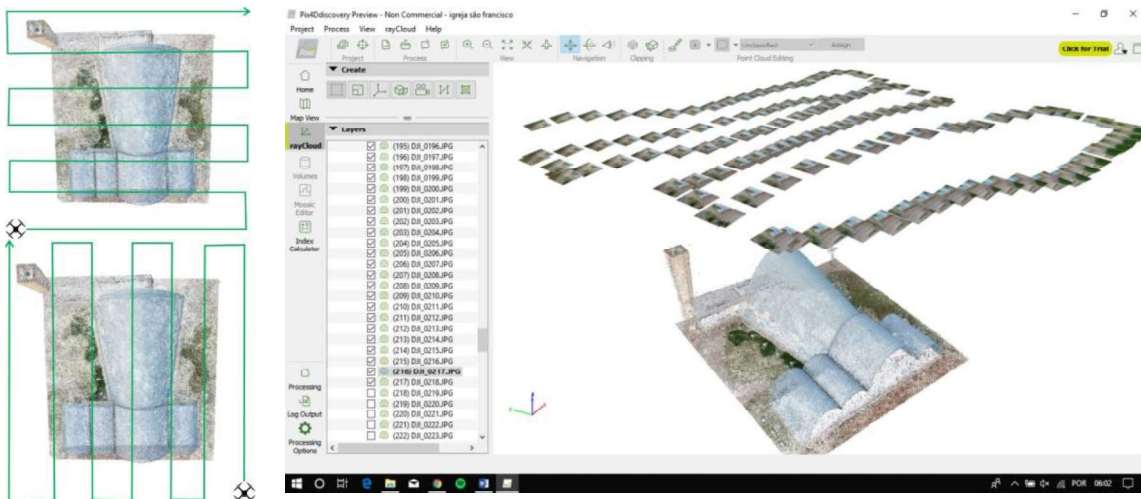 Pix4Ddiscovery Preview - Non Commercial - igreja são francisco
Project Process View rayCloud Help
Project Process View Navigation Clipping Point Cloud Editing
Unclassified Assign
Click for Trial
Create
Home
Map View
Layers
rayCloud
Volumes
Mosaic
Editor
Index
Calculator
(195) DJI_0196.JPG
(196) DJI_0197.JPG
(197) DJI_0198.JPG
(198) DJI_0199.JPG
(199) DJI_0200.JPG
(200) DJI_0201.JPG
(201) DJI_0202.JPG
(202) DJI_0203.JPG
(203) DJI_0204.JPG
(204) DJI_0205.JPG
(205) DJI_0206.JPG
(206) DJI_0207.JPG
(207) DJI_0208.JPG
(208) DJI_0209.JPG
(209) DJI_0210.JPG
(210) DJI_0211.JPG
(211) DJI_0212.JPG
(212) DJI_0213.JPG
(213) DJI_0214.JPG
(214) DJI_0215.JPG
(215) DJI_0216.JPG
(216) DJI_0217.JPG
(217) DJI_0218.JPG
(218) DJI_0219.JPG
(219) DJI_0220.JPG
(220) DJI_0221.JPG
(221) DJI_0222.JPG
(222) DJI_0223.JPG
Processing
Log Output
Processing
Options
POR 06:02